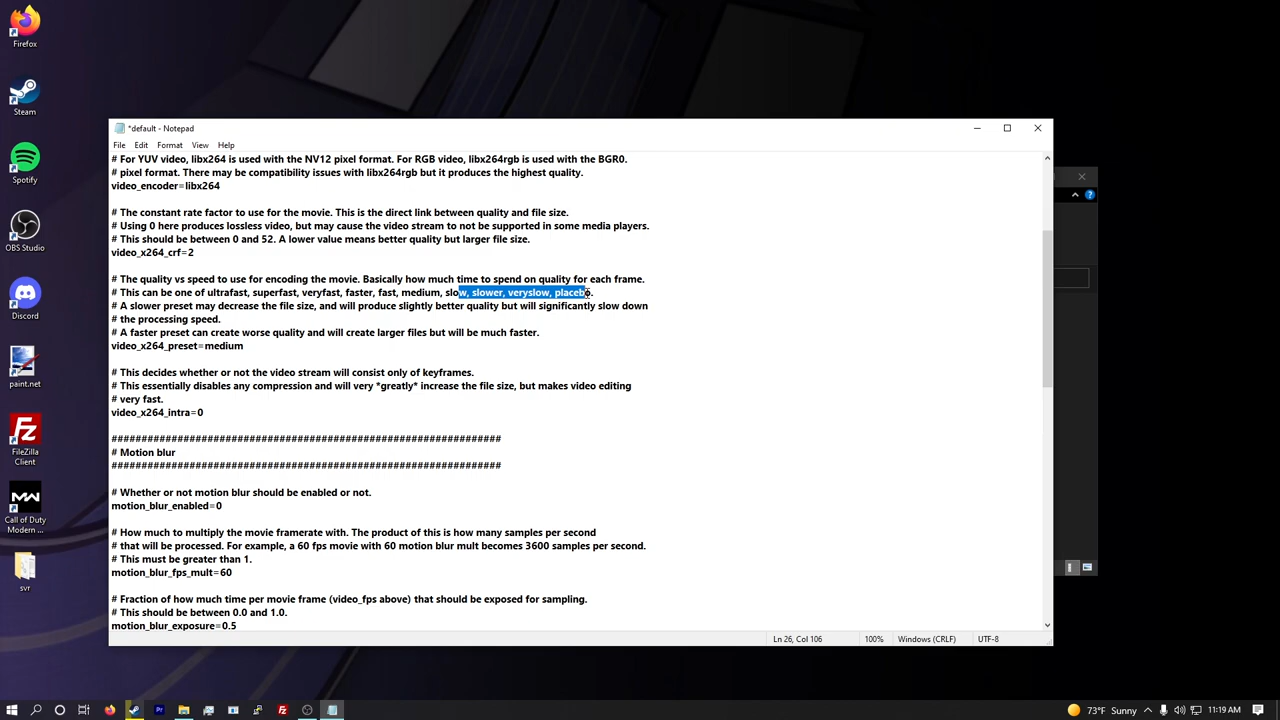 Firefox
Steam
Spotify
OBS Studio
Discord
paint.net
FileZilla
Client
Call of Duty
Modern ...
svr
*default - Notepad
File Edit Format View Help
# For YUV video, libx264 is used with the NV12 pixel format. For RGB video, libx264rgb is used with the BGR0.
# pixel format. There may be compatibility issues with libx264rgb but it produces the highest quality.
video_encoder=libx264
# The constant rate factor to use for the movie. This is the direct link between quality and file size.
# Using 0 here produces lossless video, but may cause the video stream to not be supported in some media players.
# This should be between 0 and 52. A lower value means better quality but larger file size.
video_x264_crf=2
# The quality vs speed to use for encoding the movie. Basically how much time to spend on quality for each frame.
# This can be one of ultrafast, superfast, veryfast, faster, fast, medium, slow, slower, veryslow, placebo.
# A slower preset may decrease the file size, and will produce slightly better quality but will significantly slow down
# the processing speed.
# A faster preset can create worse quality and will create larger files but will be much faster.
video_x264_preset=medium
# This decides whether or not the video stream will consist only of keyframes.
# This essentially disables any compression and will very *greatly* increase the file size, but makes video editing
# very fast.
video_x264_intra=0
#################################################################
# Motion blur
#################################################################
# Whether or not motion blur should be enabled or not.
motion_blur_enabled=0
# How much to multiply the movie framerate with. The product of this is how many samples per second
# that will be processed. For example, a 60 fps movie with 60 motion blur mult becomes 3600 samples per second.
# This must be greater than 1.
motion_blur_fps_mult=60
# Fraction of how much time per movie frame (video_fps above) that should be exposed for sampling.
# This should be between 0.0 and 1.0.
motion_blur_exposure=0.5
Ln 26, Col 106 100% Windows (CRLF) UTF-8
73°F Sunny 11:19 AM